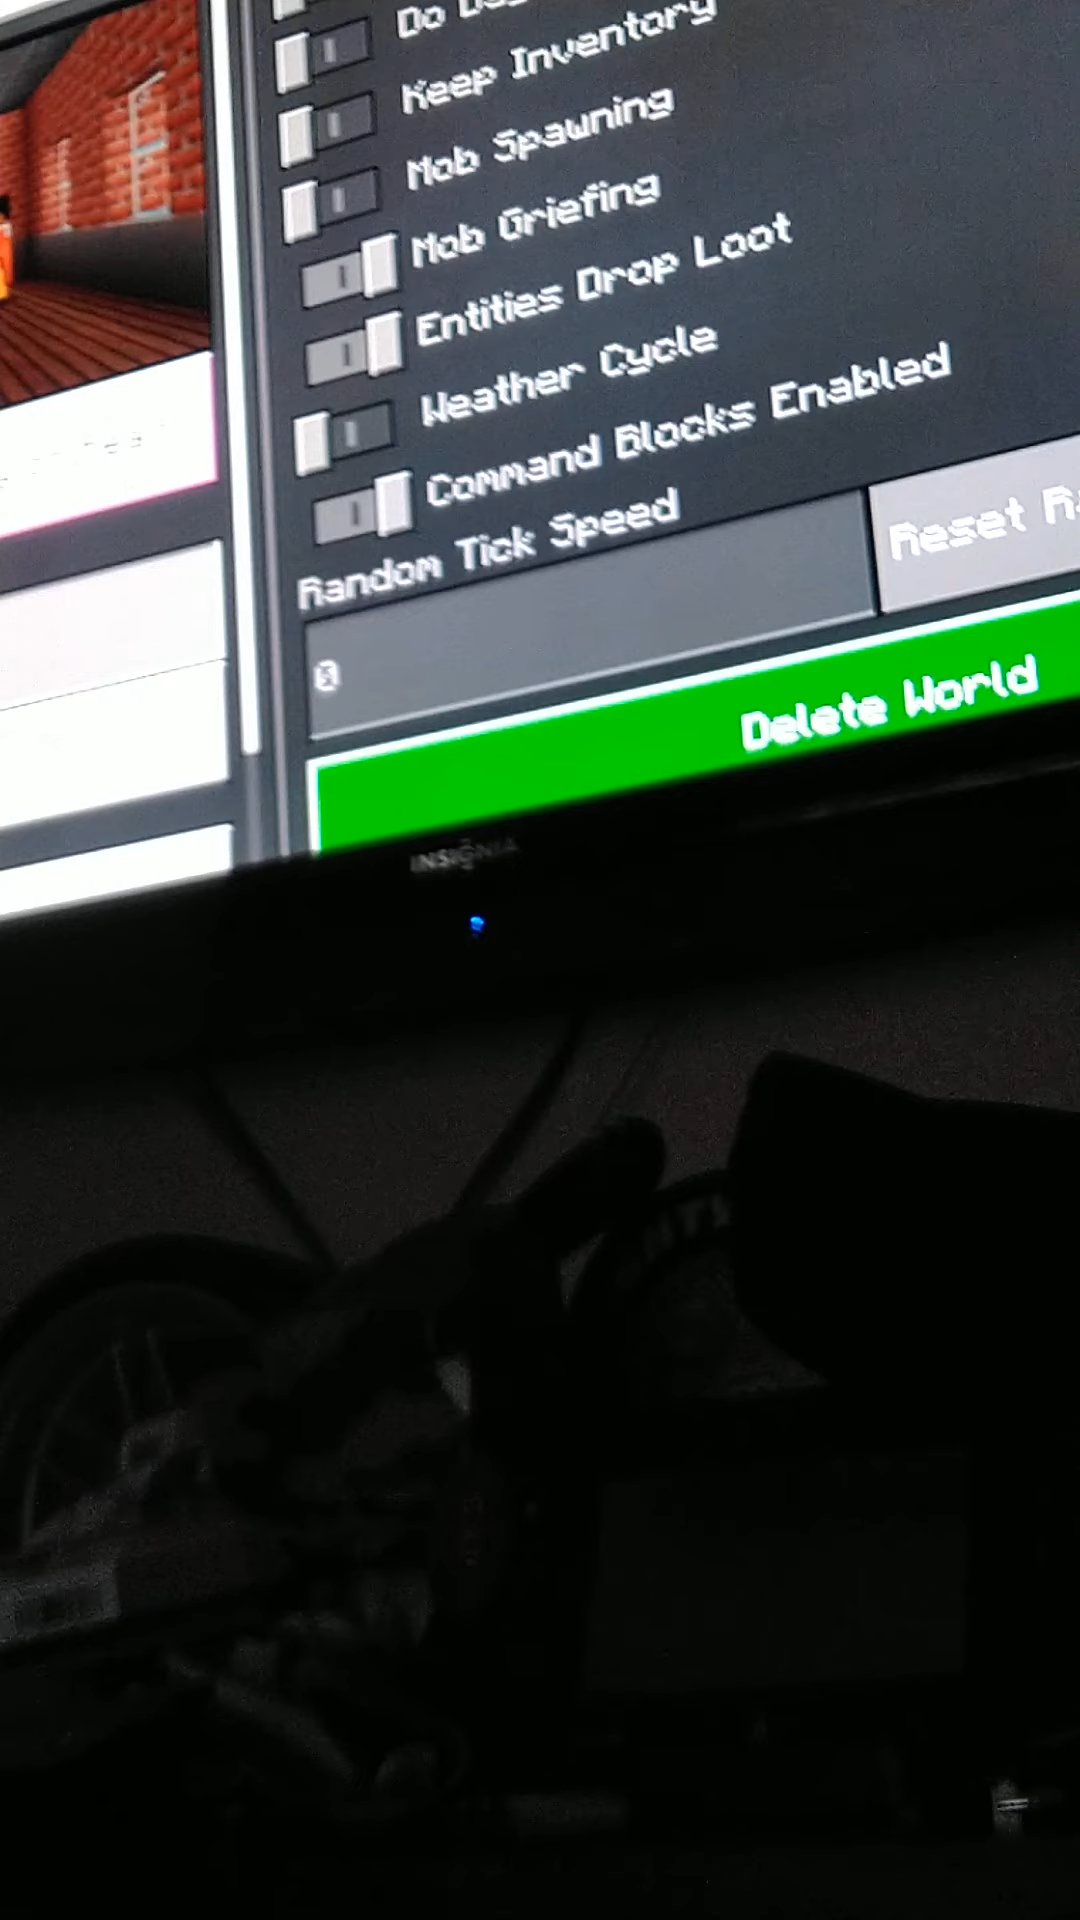 Do
Keep Inventory
Mob Spawning
Mob Griefing
Entities Drop Loot
Weather Cycle
Command Blocks Enabled
Random Tick Speed
Reset
0
Delete World
INSIGNIA